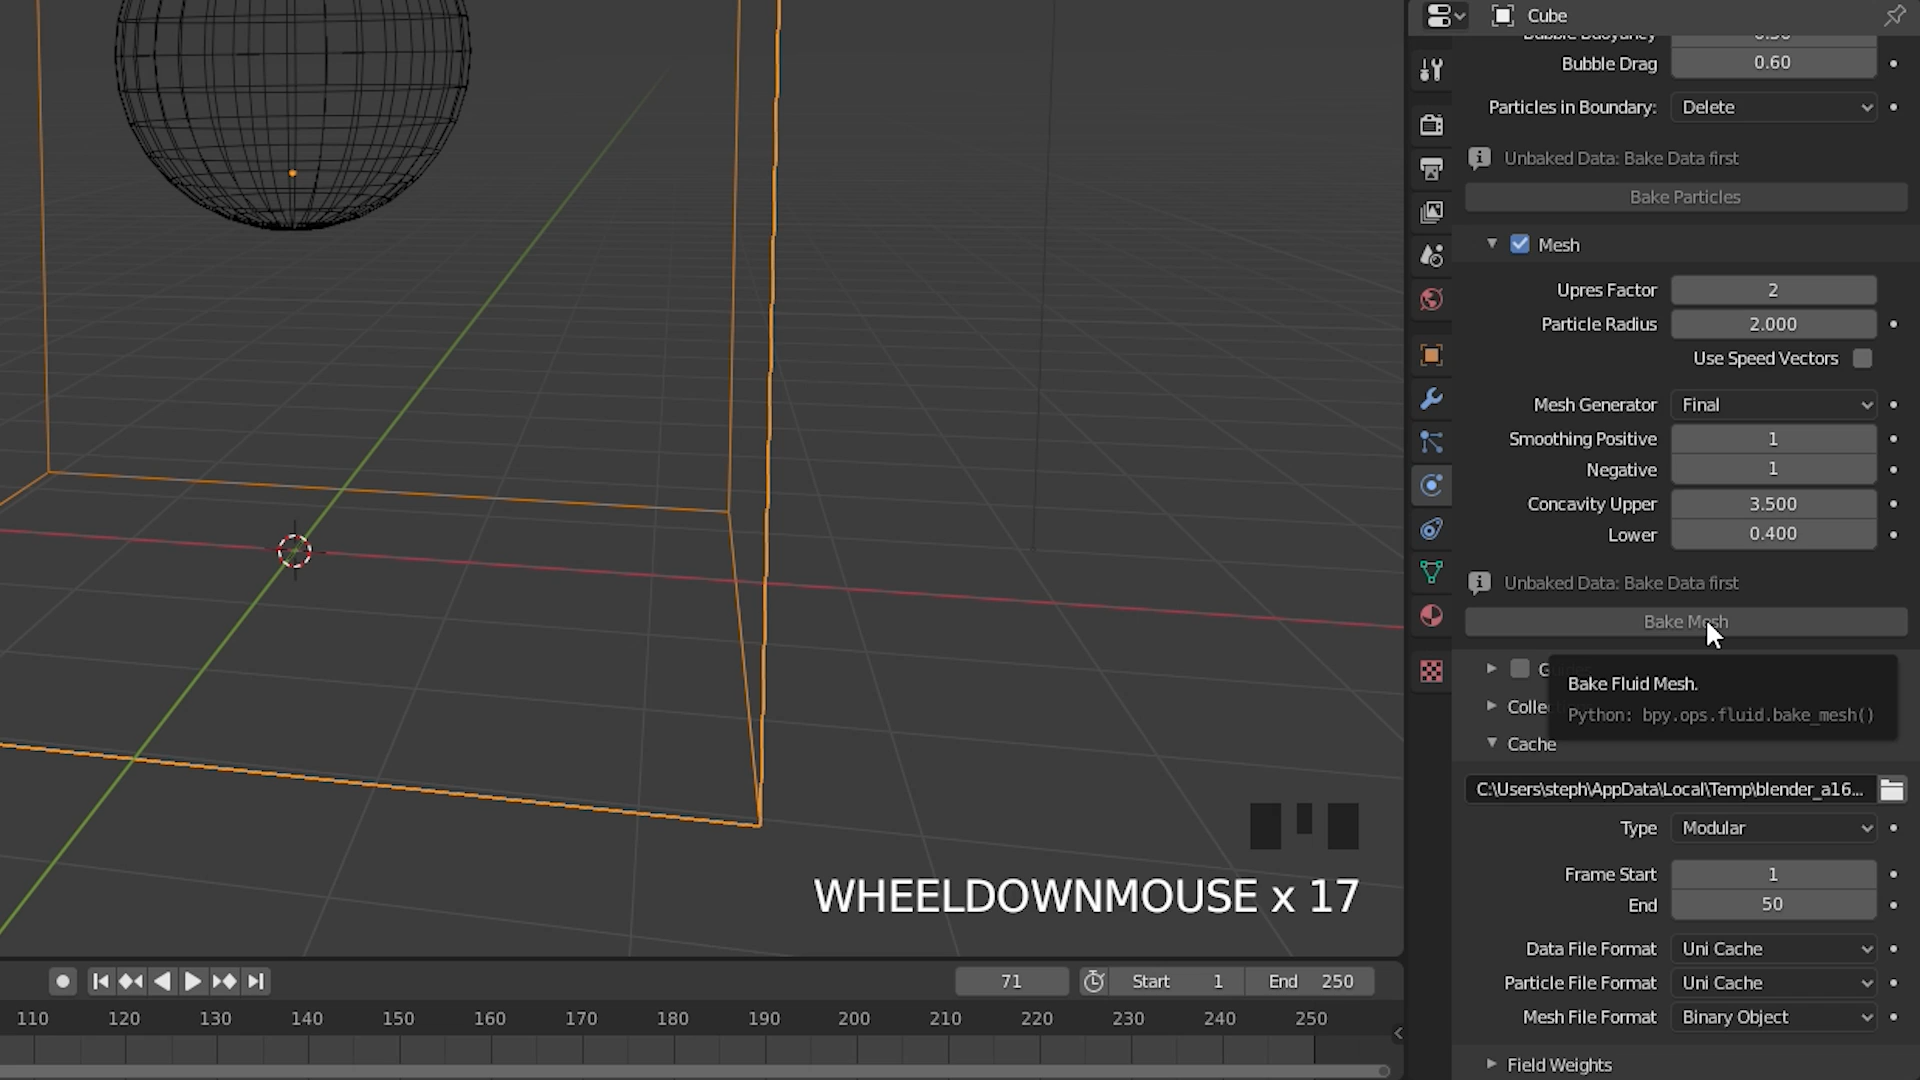 Cube
Bubble Buoyancy
Bubble Drag 0.60
Particles in Boundary: Delete
Unbaked Data: Bake Data first
Bake Particles
Mesh
Upres Factor 2
Particle Radius 2.000
Use Speed Vectors
Mesh Generator Final
Smoothing Positive 1
Negative 1
Concavity Upper 3.500
Lower 0.400
Unbaked Data: Bake Data first
Bake Mesh
Bake Fluid Mesh.
Colle
Python: bpy.ops.fluid.bake_mesh()
Cache
C:\Users\steph\AppData\Local\Temp\blender_a16...
Type Modular
Frame Start 1
End 50
WHEELDOWNMOUSE x 17
Data File Format Uni Cache
Particle File Format Uni Cache
Mesh File Format Binary Object
Field Weights
71 Start 1 End 250
110 120 130 140 150 160 170 180 190 200 210 220 230 240 250